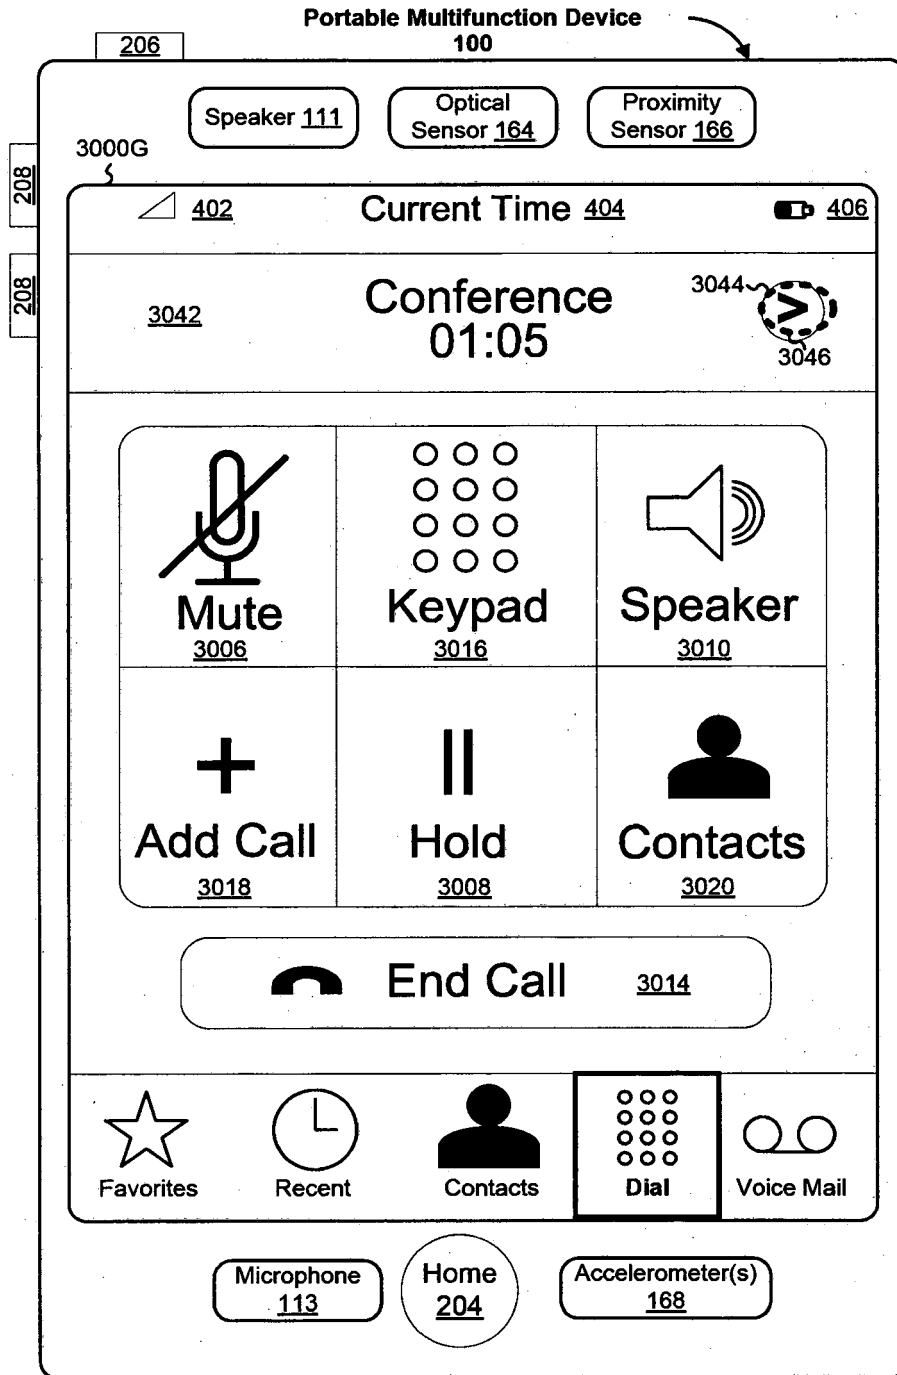 Portable Multifunction Device
100
206
Speaker 111
Optical
Sensor 164
Proximity
Sensor 166
3000G
208
208
402
Current Time 404
406
3042
Conference
01:05
3044
3046
Mute
3006
Keypad
3016
Speaker
3010
Add Call
3018
Hold
3008
Contacts
3020
End Call 3014
Favorites
Recent
Contacts
Dial
Voice Mail
Microphone
113
Home
204
Accelerometer(s)
168